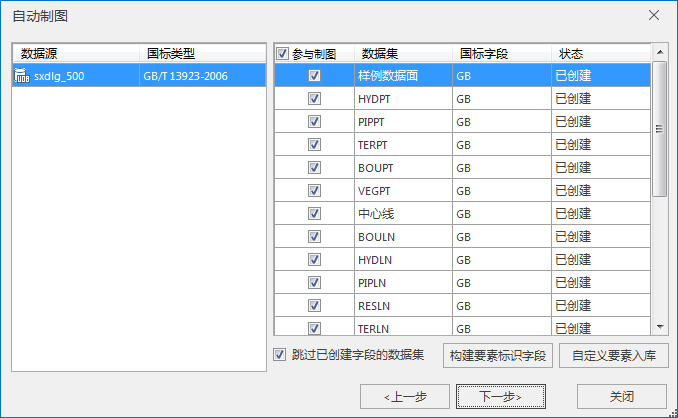 自动制图
数据源 国标类型
sxdlg_500 GB/T 13923-2006
参与制图 数据集 国标字段 状态
样例数据面 GB 已创建
HYDPT GB 已创建
PIPPT GB 已创建
TERPT GB 已创建
BOUPT GB 已创建
VEGPT GB 已创建
中心线 GB 已创建
BOULN GB 已创建
HYDLN GB 已创建
PIPLN GB 已创建
RESLN GB 已创建
TERLN GB 已创建
跳过已创建字段的数据集 构建要素标识字段 自定义要素入库
<上一步 下一步> 关闭